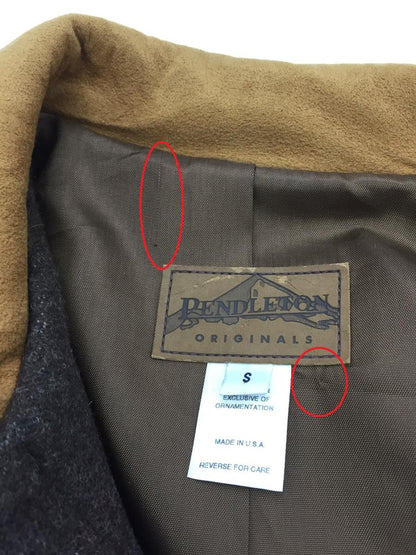 PENDLETON
ORIGINALS
S
EXCLUSIVE OF
ORNAMENTATION
MADE IN U.S.A
REVERSE FOR CARE